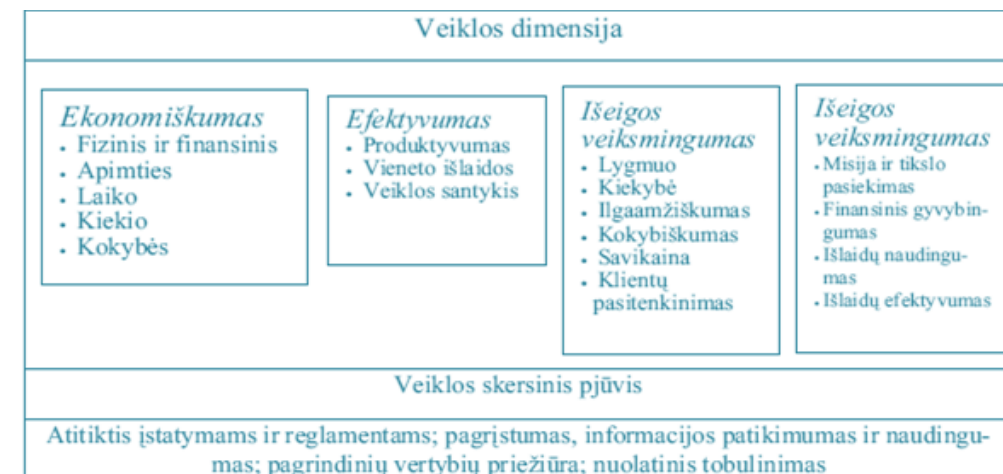 Veiklos dimensija
Ekonomiškumas
• Fizinis ir finansinis
• Apimties
• Laiko
• Kiekio
• Kokybės
Efektyvumas
• Produktyvumas
• Vieneto išlaidos
• Veiklos santykis
Išeigos
veiksmingumas
• Lygmuo
• Kiekybė
• Ilgaamžiškumas
• Kokybiškumas
• Savikaina
• Klientų
pasitenkinimas
Išeigos
veiksmingumas
• Misija ir tikslo
pasiekimas
• Finansinis gyvybin-
gumas
• Išlaidų naudingu-
mas
• Išlaidų efektyvumas
Veiklos skersinis pjūvis
Atitiktis įstatymams ir reglamentams; pagrįstumas, informacijos patikimumas ir naudingu-
mas; pagrindinių vertybių priežiūra; nuolatinis tobulinimas